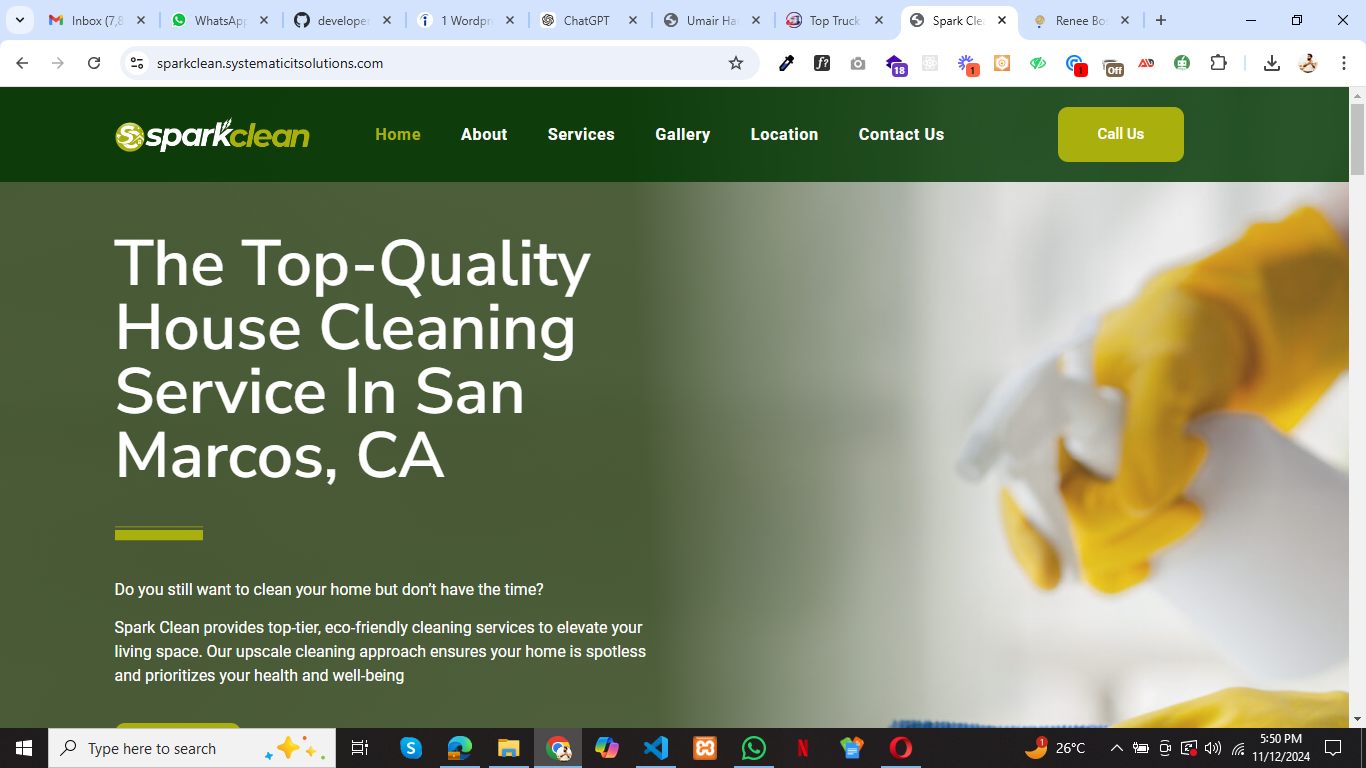 Inbox (7,8
WhatsApp
developer
1 Wordpr
ChatGPT
Umair Ha
Top Truck
Spark Cle
Renee Bo
sparkclean.systematicitsolutions.com
f?
18
1
1
Off
sparkclean
Home
About
Services
Gallery
Location
Contact Us
Call Us
The Top-Quality
House Cleaning
Service In San
Marcos, CA
Do you still want to clean your home but don’t have the time?
Spark Clean provides top-tier, eco-friendly cleaning services to elevate your
living space. Our upscale cleaning approach ensures your home is spotless
and prioritizes your health and well-being
Type here to search
1
26°C
5:50 PM
11/12/2024